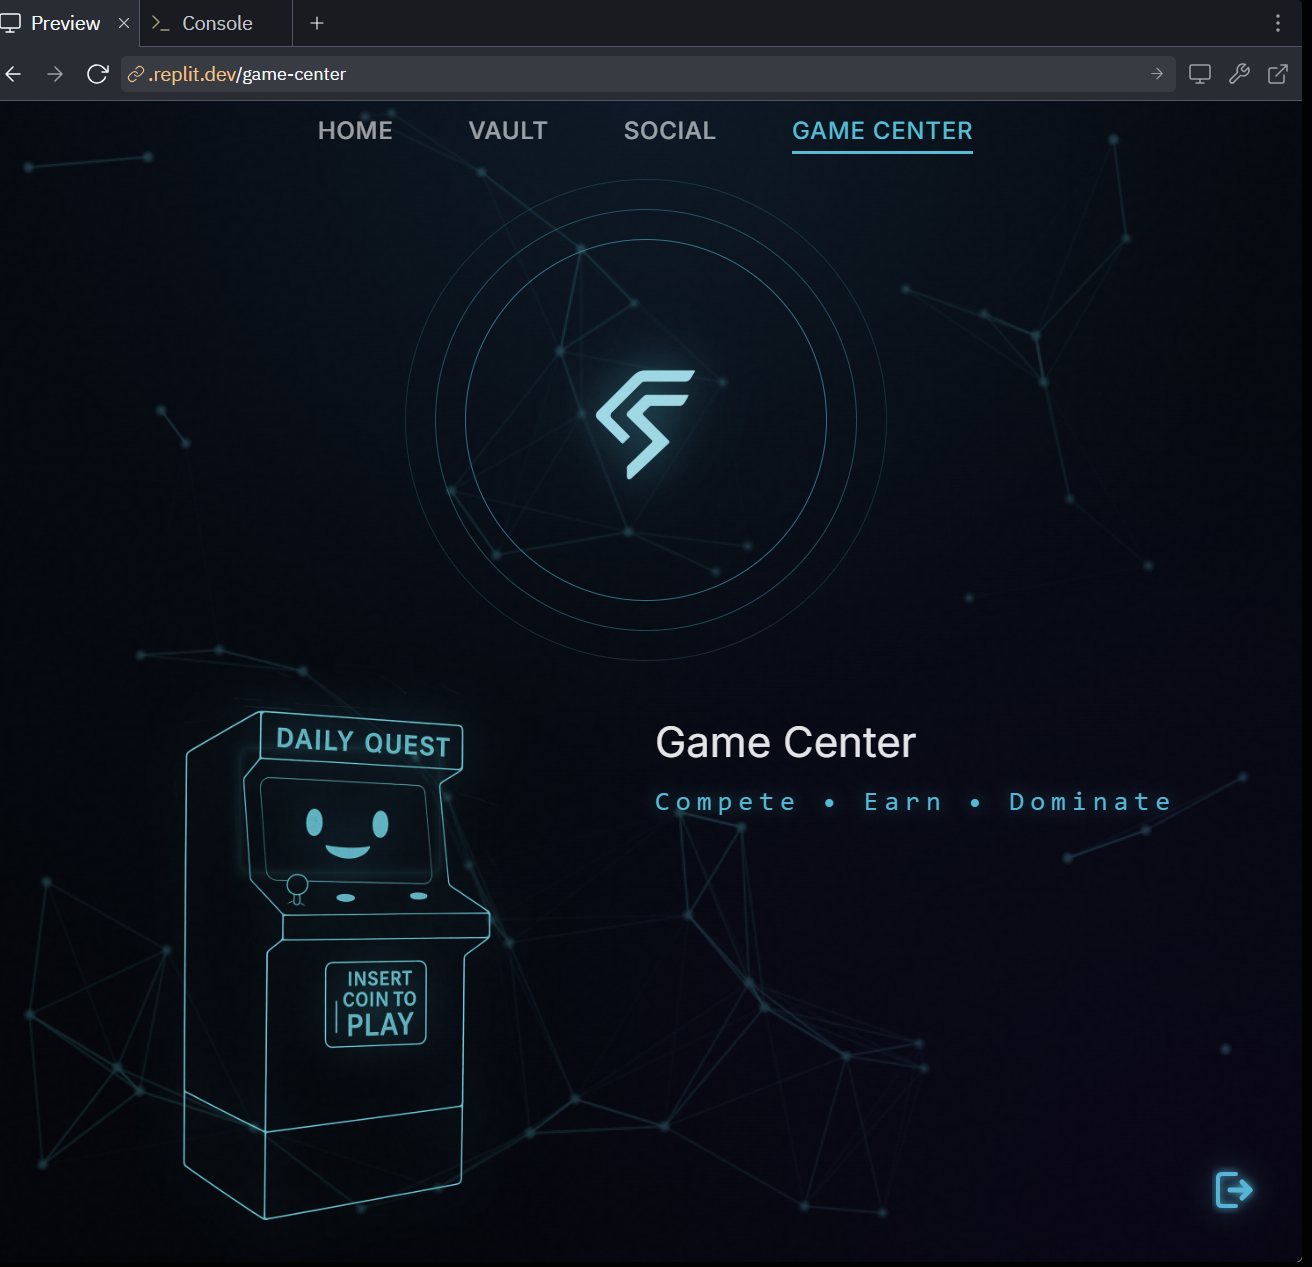 Preview
Console
.replit.dev/game-center
HOME
VAULT
SOCIAL
GAME CENTER
DAILY QUEST
INSERT
COIN TO
PLAY
Game Center
Compete • Earn • Dominate